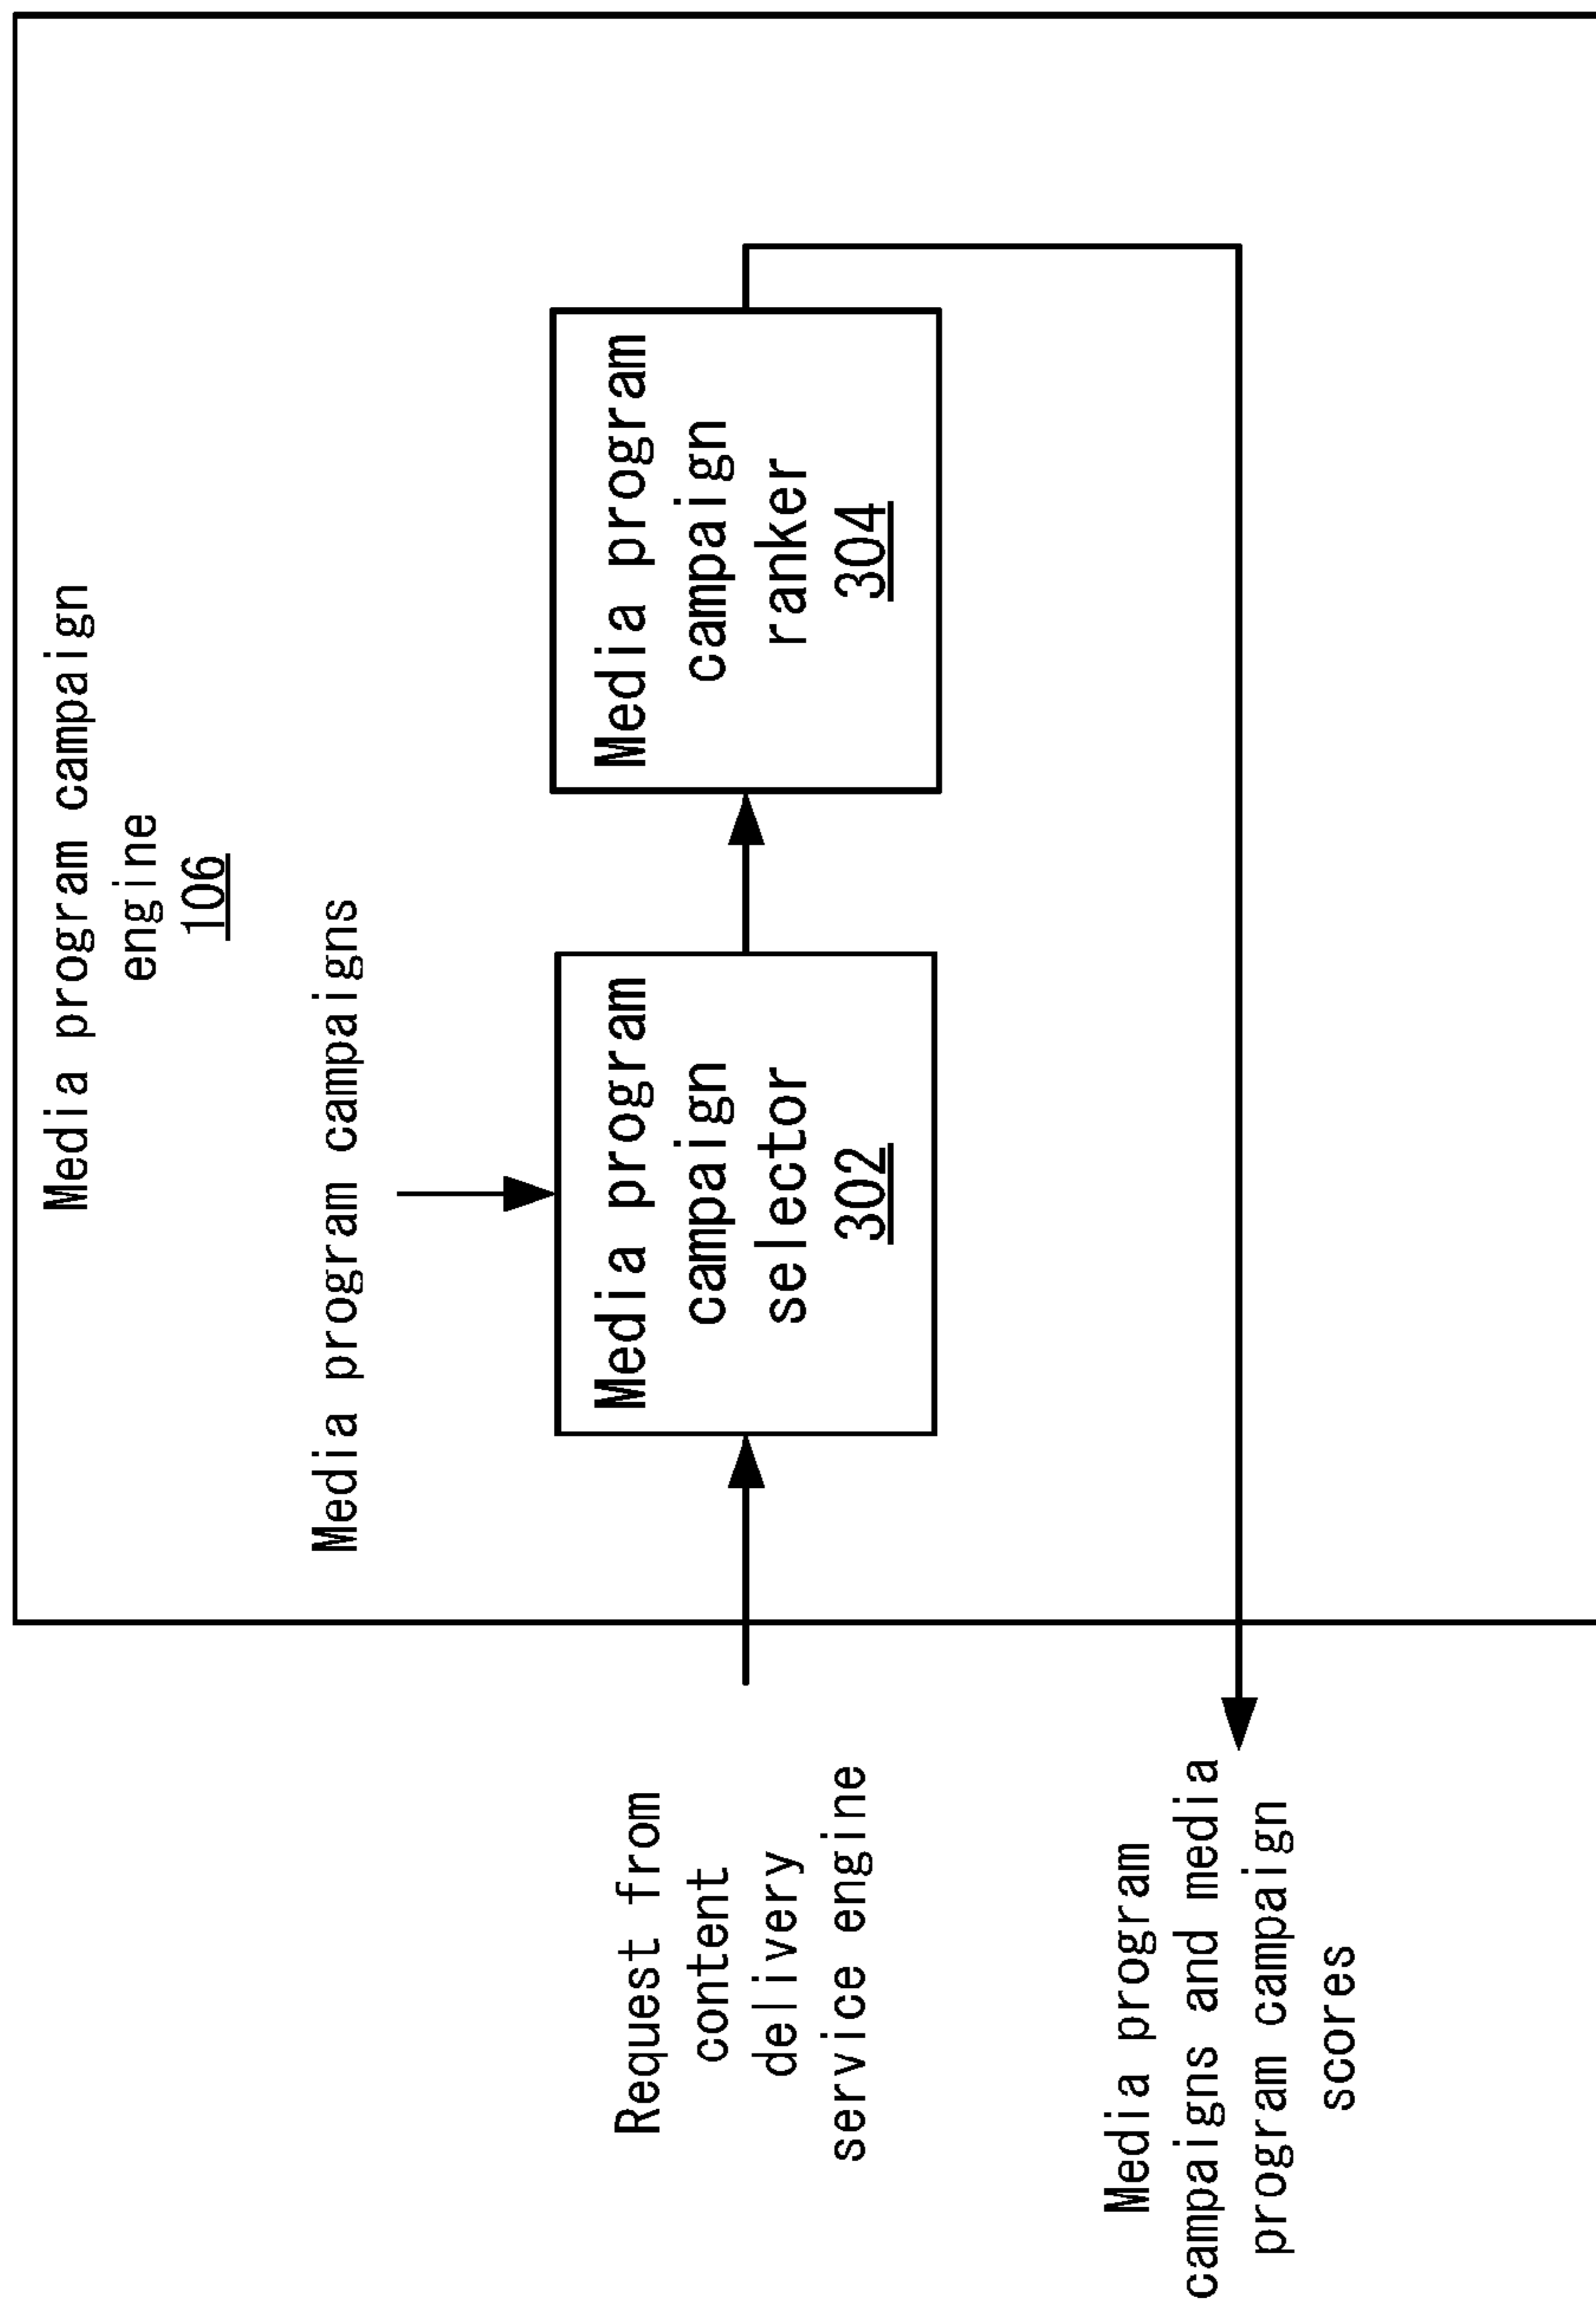 Media program campaign
engine
106
Media program campaigns
Request from
content
delivery
service engine
Media program
campaign
selector
302
Media program
campaign
ranker
304
Media program
campaigns and media
program campaign
scores